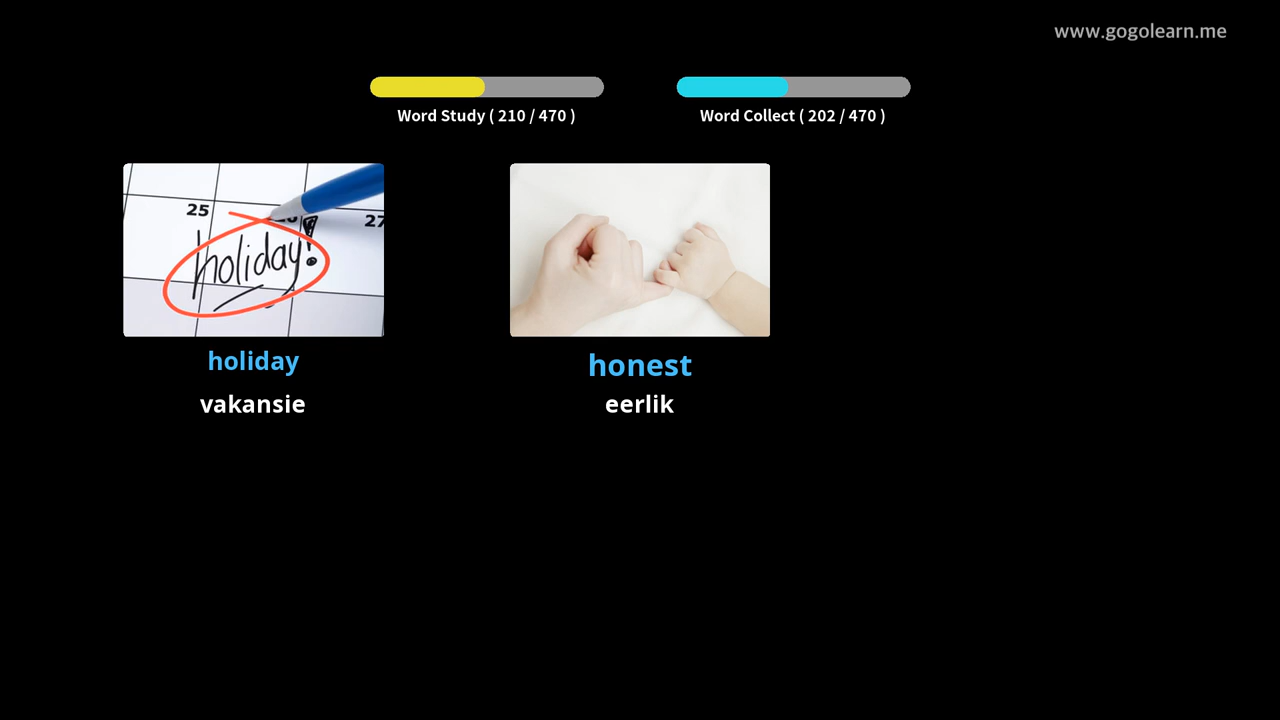 www.gogolearn.me
Word Study ( 210 / 470 )
Word Collect ( 202 / 470 )
25
27
holiday!
holiday
vakansie
honest
eerlik